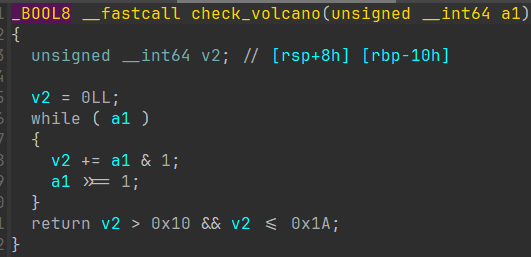 _BOOL8 __fastcall check_volcano(unsigned __int64 a1)
{
unsigned __int64 v2; // [rsp+8h] [rbp-10h]
v2 = 0LL;
while ( a1 )
{
v2 += a1 & 1;
a1 >>= 1;
}
return v2 > 0x10 && v2 <= 0x1A;
}